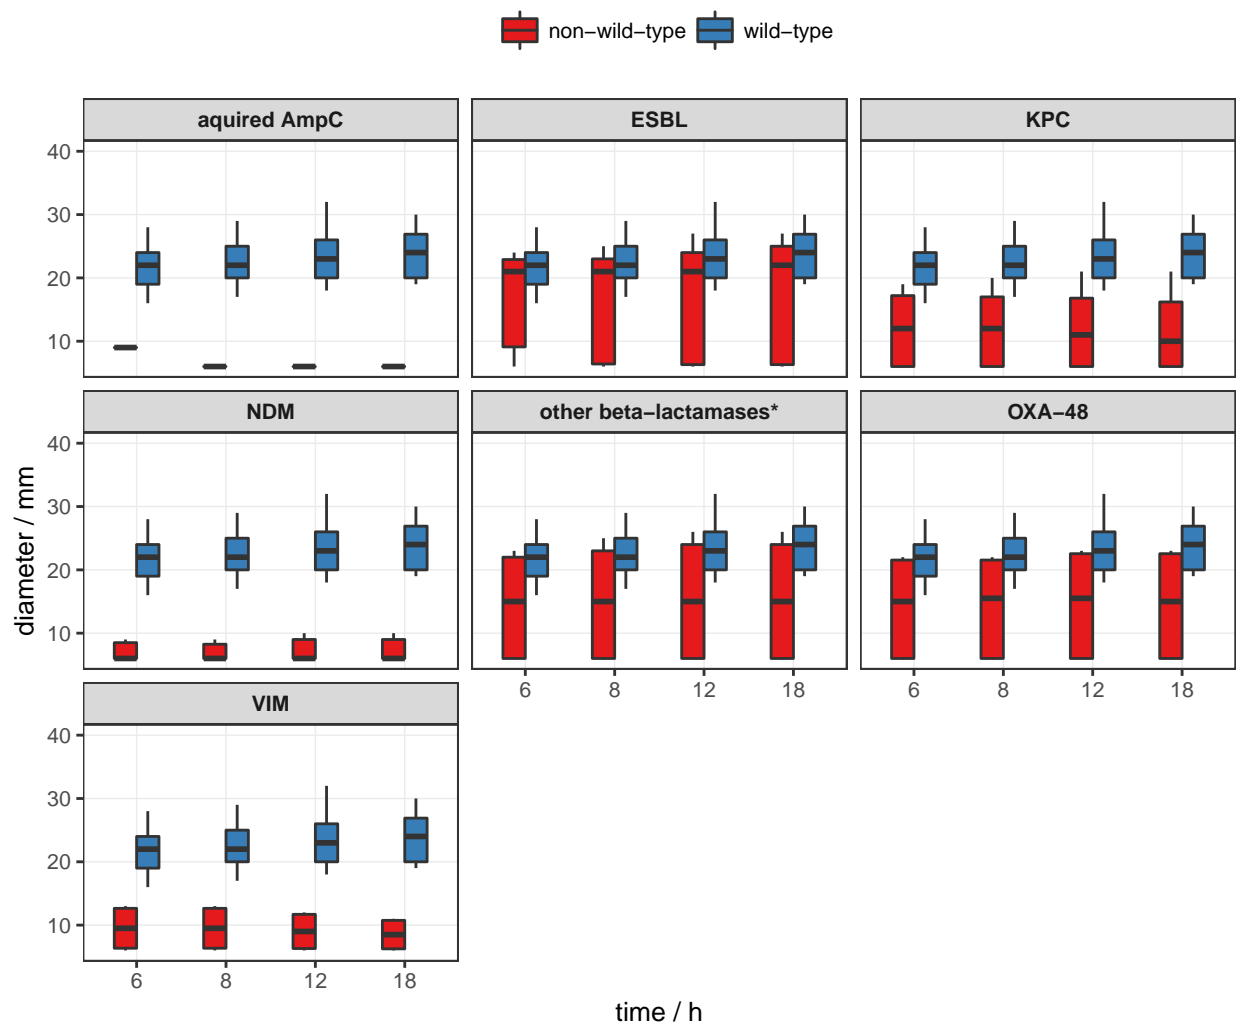 non−wild−type wild−type
aquired AmpC ESBL KPC
40
30
20
10
NDM other beta−lactamases* OXA−48
40
30
20
10
6 8 12 18 6 8 12 18
VIM
40
30
20
10
6 8 12 18
diameter / mm
time / h